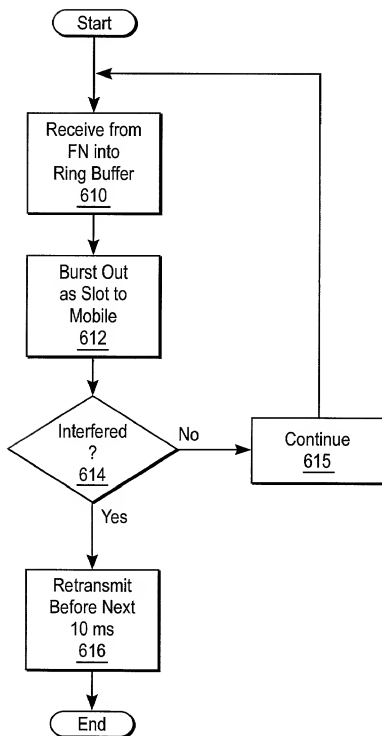 Start
Receive from
FN into
Ring Buffer
610
Burst Out
as Slot to
Mobile
612
Interfered
?
614
No
Continue
615
Yes
Retransmit
Before Next
10 ms
616
End